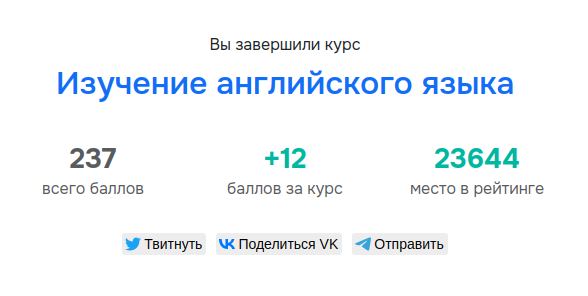 Вы завершили курс
Изучение английского языка
237 +12 23644
всего баллов баллов за курс место в рейтинге
Твитнуть Поделиться VK Отправить